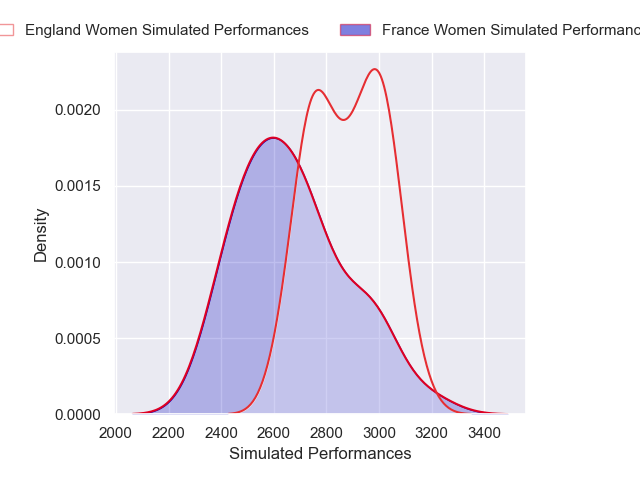 England Women Simulated Performances
France Women Simulated
0.0020
0.0015
0.0010
0.0005
0.0000
Density
2000 2200 2400 2600 2800 3000 3200 3400
Simulated Performances